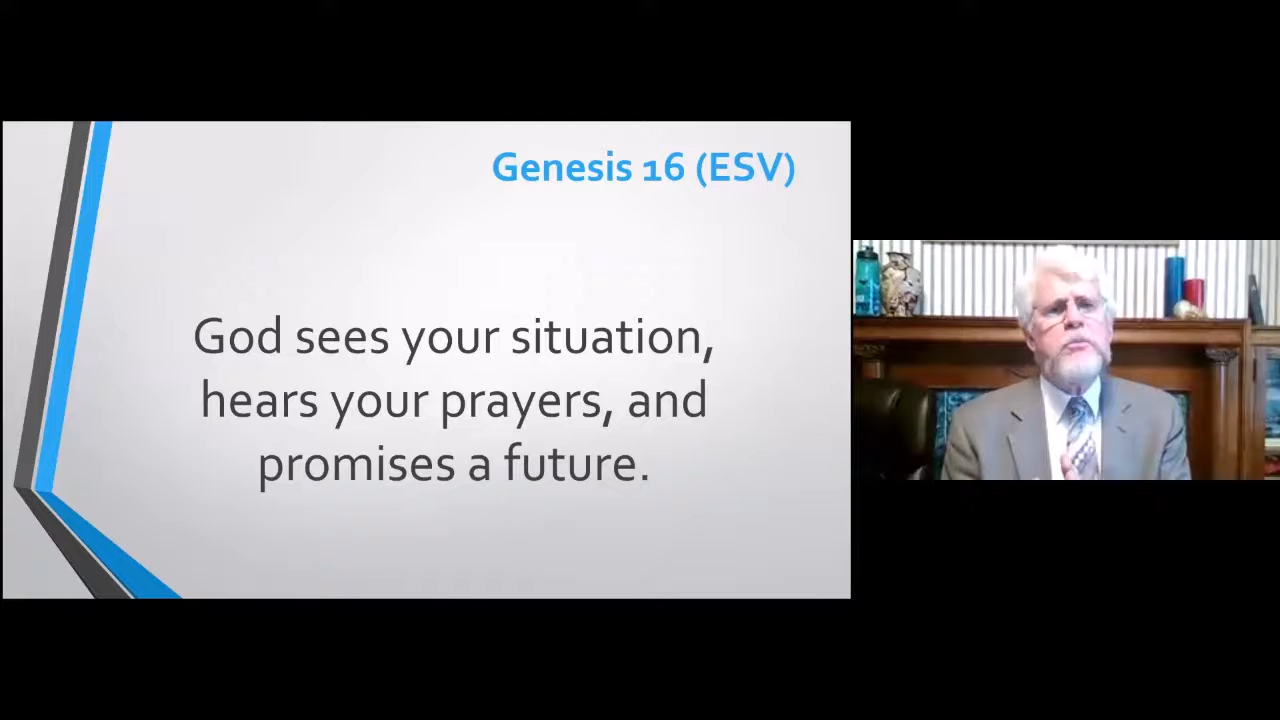 Genesis 16 (ESV)
God sees your situation,
hears your prayers, and
promises a future.